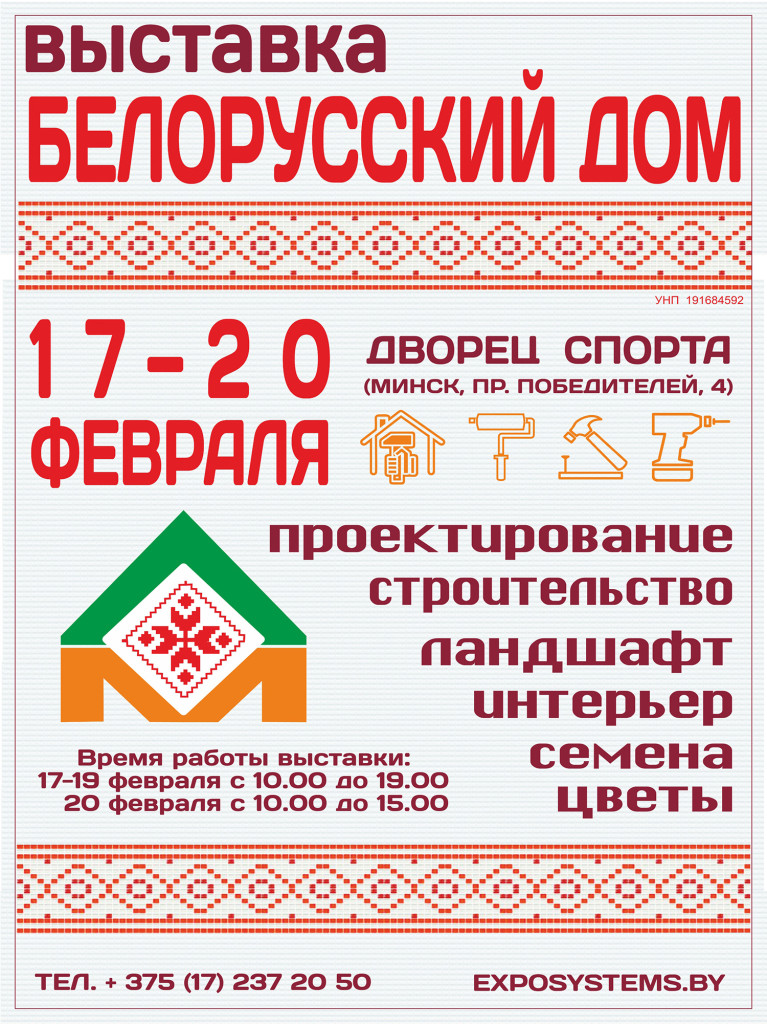 выставка
БЕЛОРУССКИЙ ДОМ
УНП 191684592
17-20
ФЕВРАЛЯ
ДВОРЕЦ СПОРТА
(МИНСК, ПР. ПОБЕДИТЕЛЕЙ, 4)
проектирование
строительство
ландшафт
интерьер
семена
цветы
Время работы выставки:
17-19 февраля с 10.00 до 19.00
20 февраля с 10.00 до 15.00
ТЕЛ. + 375 (17) 237 20 50
EXPOSYSTEMS.BY